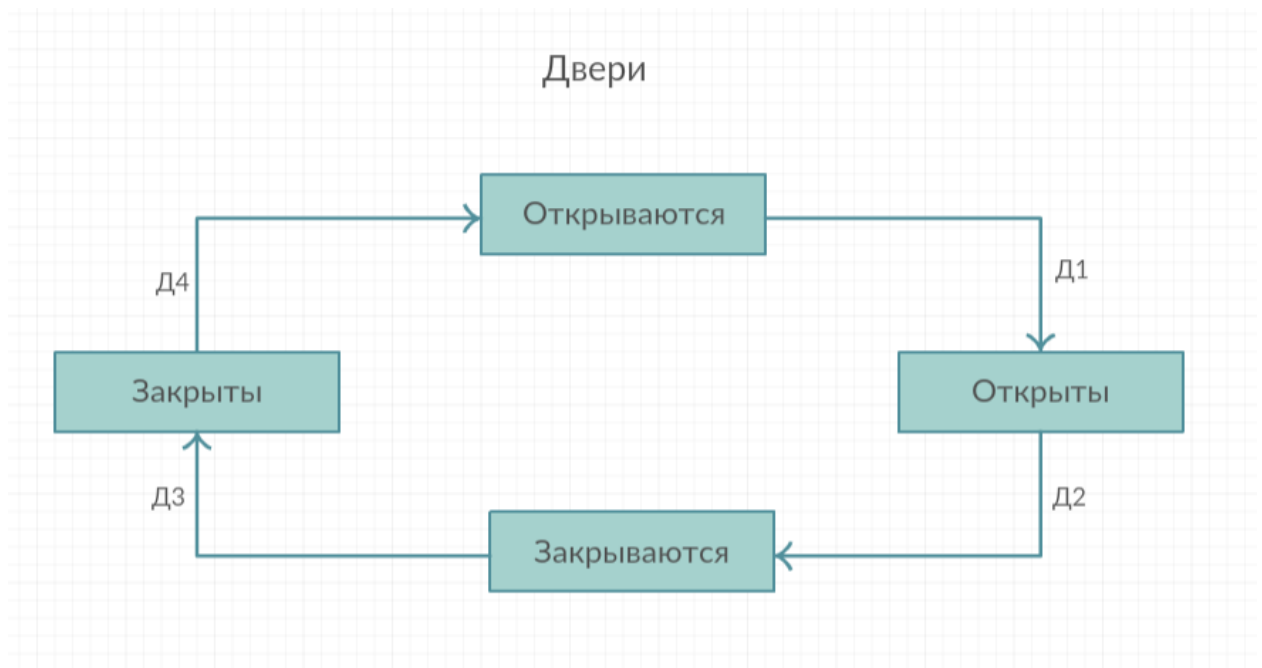 Двери
Открываются
Д4
Д1
Закрыты
Открыты
Д3
Д2
Закрываются